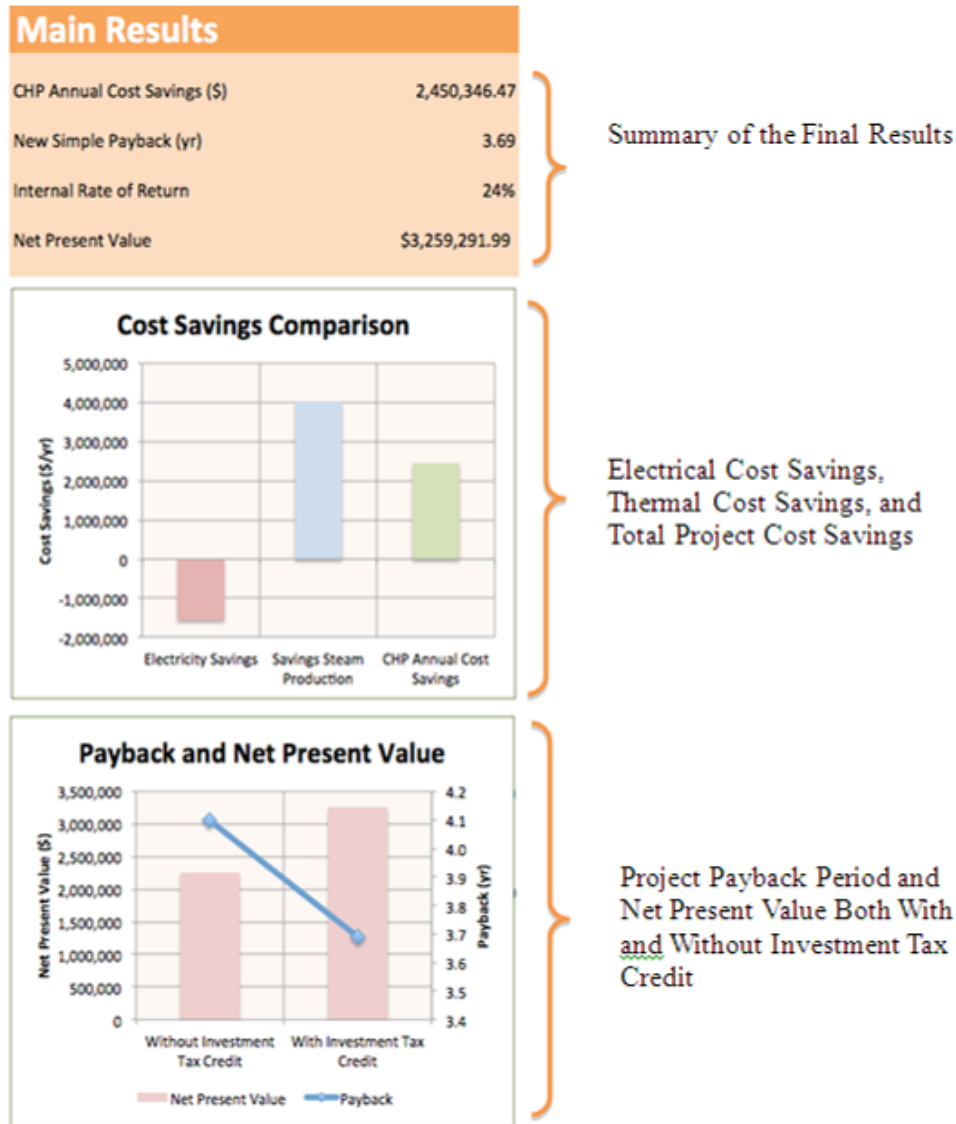 Main Results
CHP Annual Cost Savings ($) 2,450,346.47
New Simple Payback (yr) 3.69
Internal Rate of Return 24%
Net Present Value $3,259,291.99
Summary of the Final Results
Cost Savings Comparison
Cost Savings ($/yr)
5,000,000
4,000,000
3,000,000
2,000,000
1,000,000
0
-1,000,000
-2,000,000
Electricity Savings
Savings Steam
Production
CHP Annual Cost
Savings
Electrical Cost Savings,
Thermal Cost Savings, and
Total Project Cost Savings
Payback and Net Present Value
Net Present Value ($)
3,500,000
3,000,000
2,500,000
2,000,000
1,500,000
1,000,000
500,000
0
4.2
4.1
4.0
3.9
3.8
3.7
3.6
3.5
3.4
Payback (yr)
Without Investment
Tax Credit
With Investment Tax
Credit
Net Present Value
Payback
Project Payback Period and
Net Present Value Both With
and Without Investment Tax
Credit